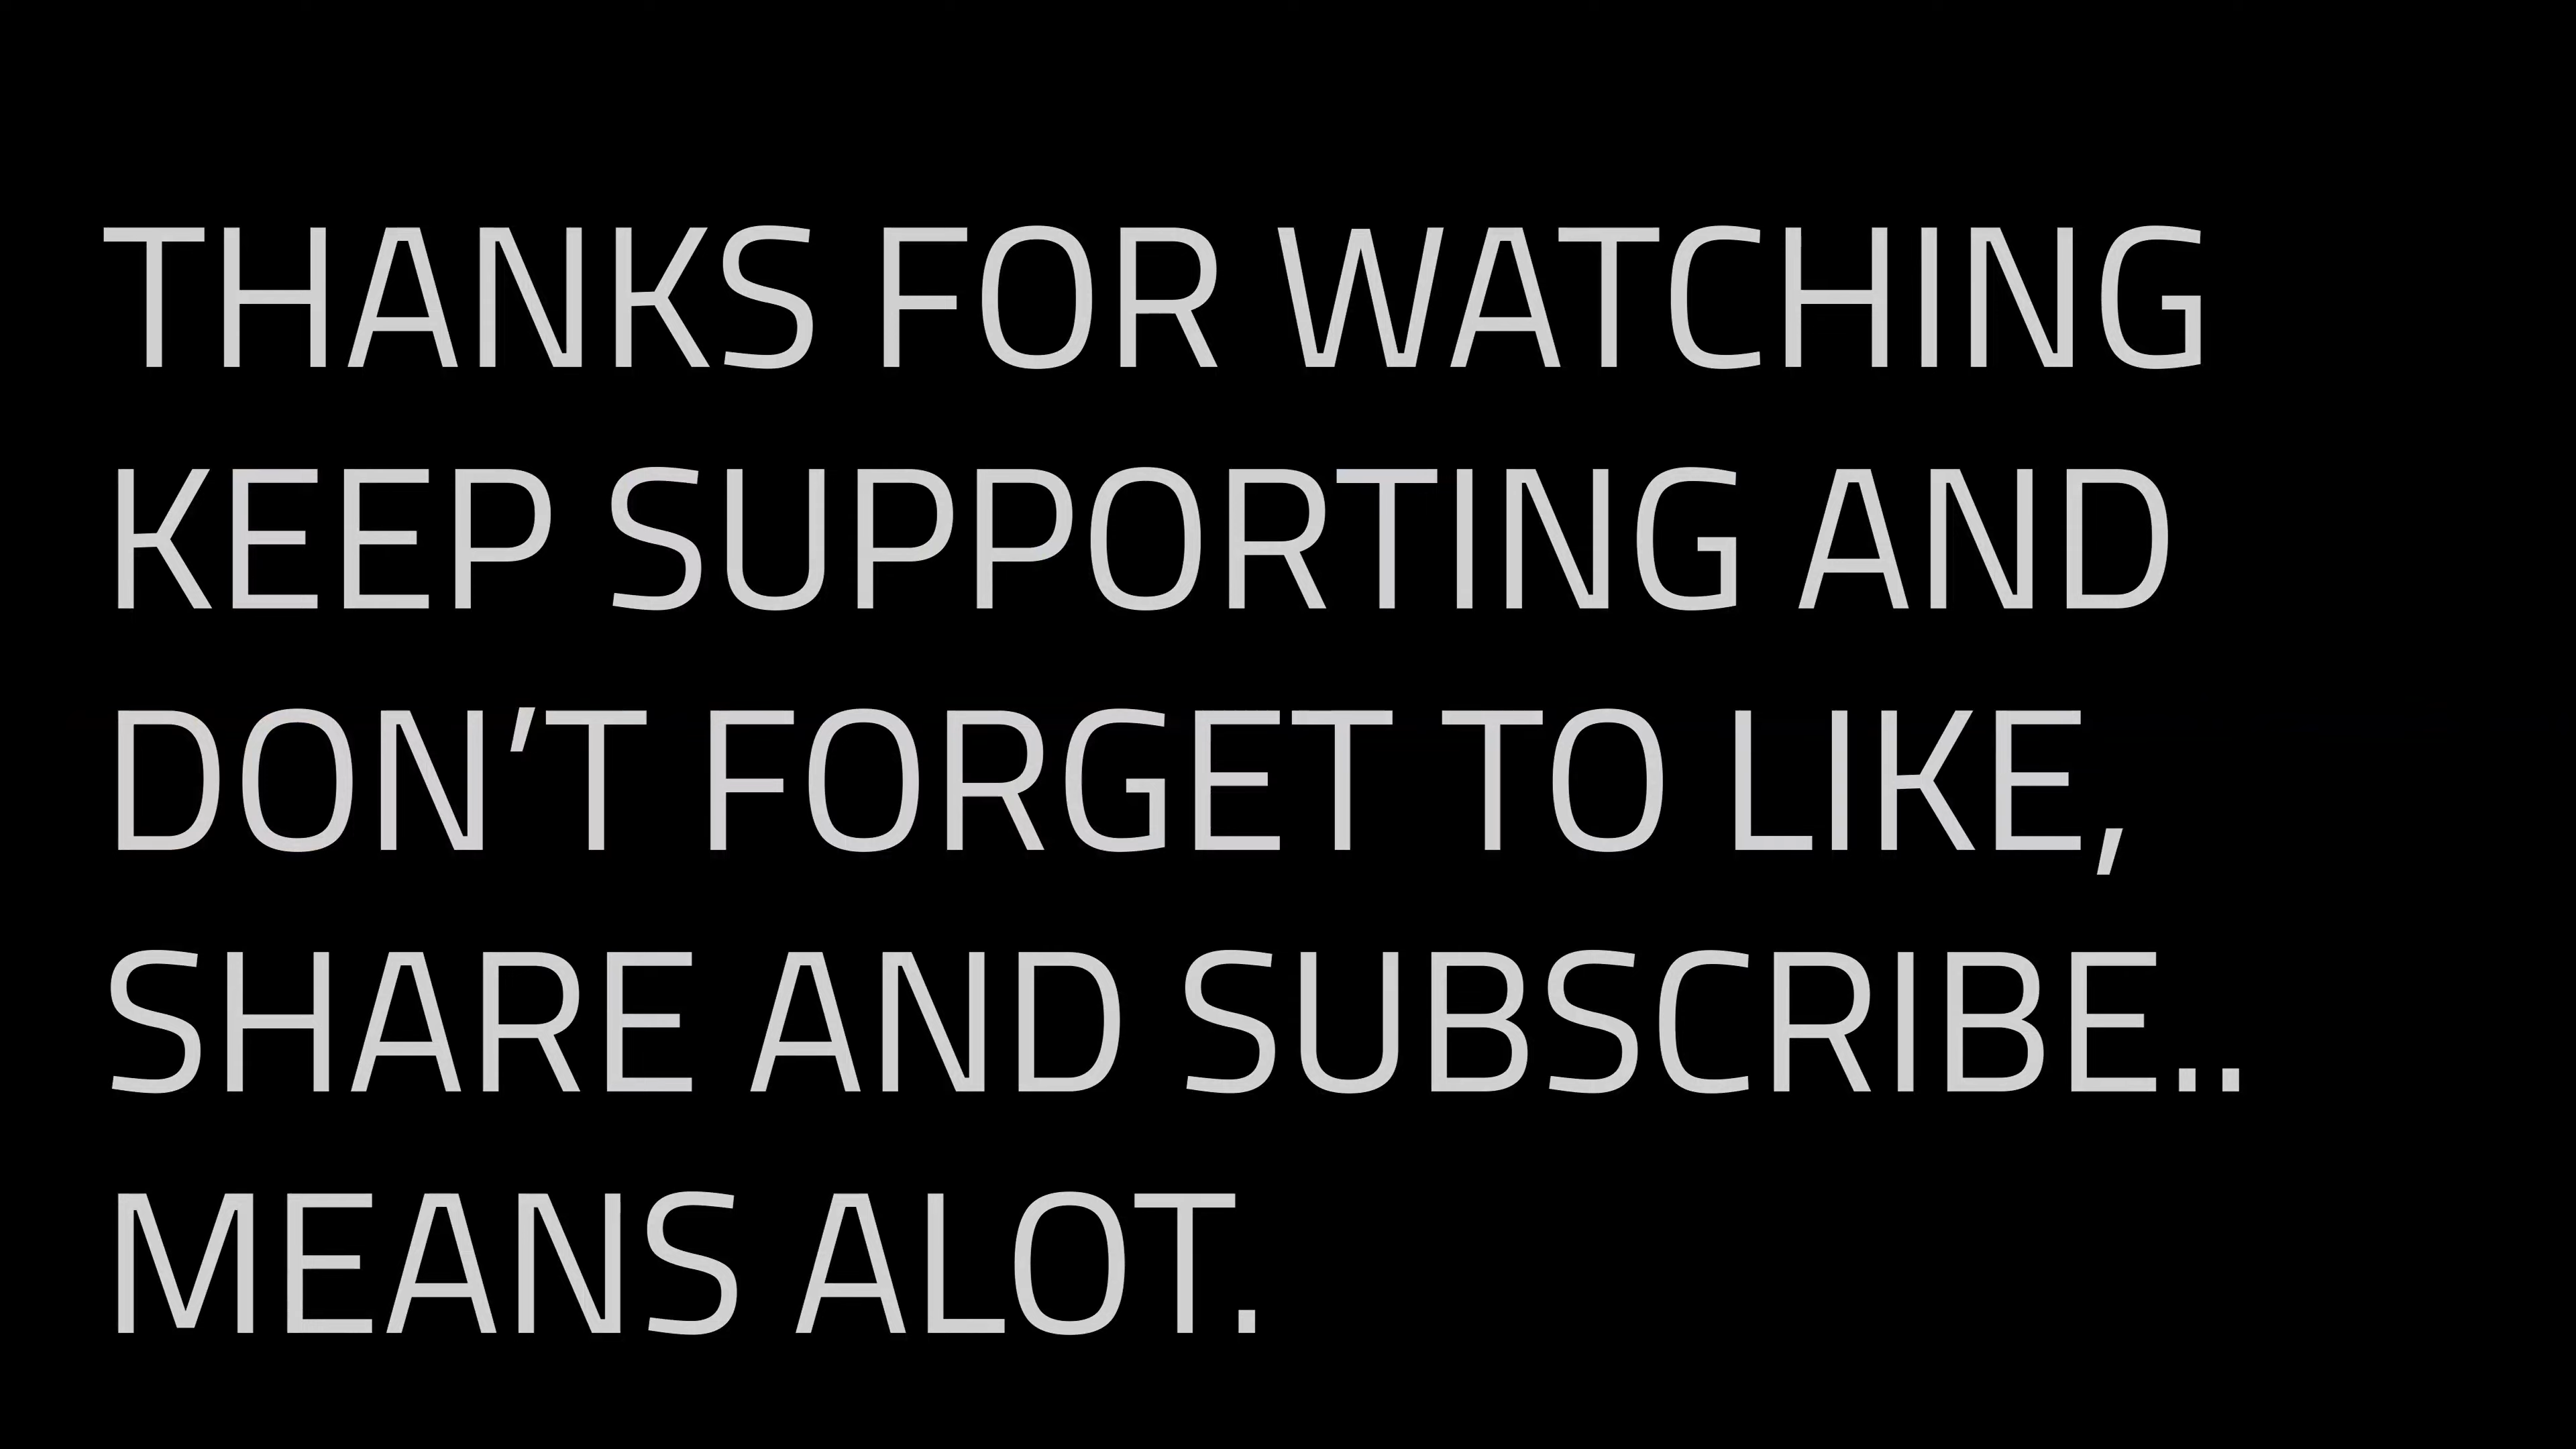 THANKS FOR WATCHING
KEEP SUPPORTING AND
DON’T FORGET TO LIKE,
SHARE AND SUBSCRIBE..
MEANS ALOT.